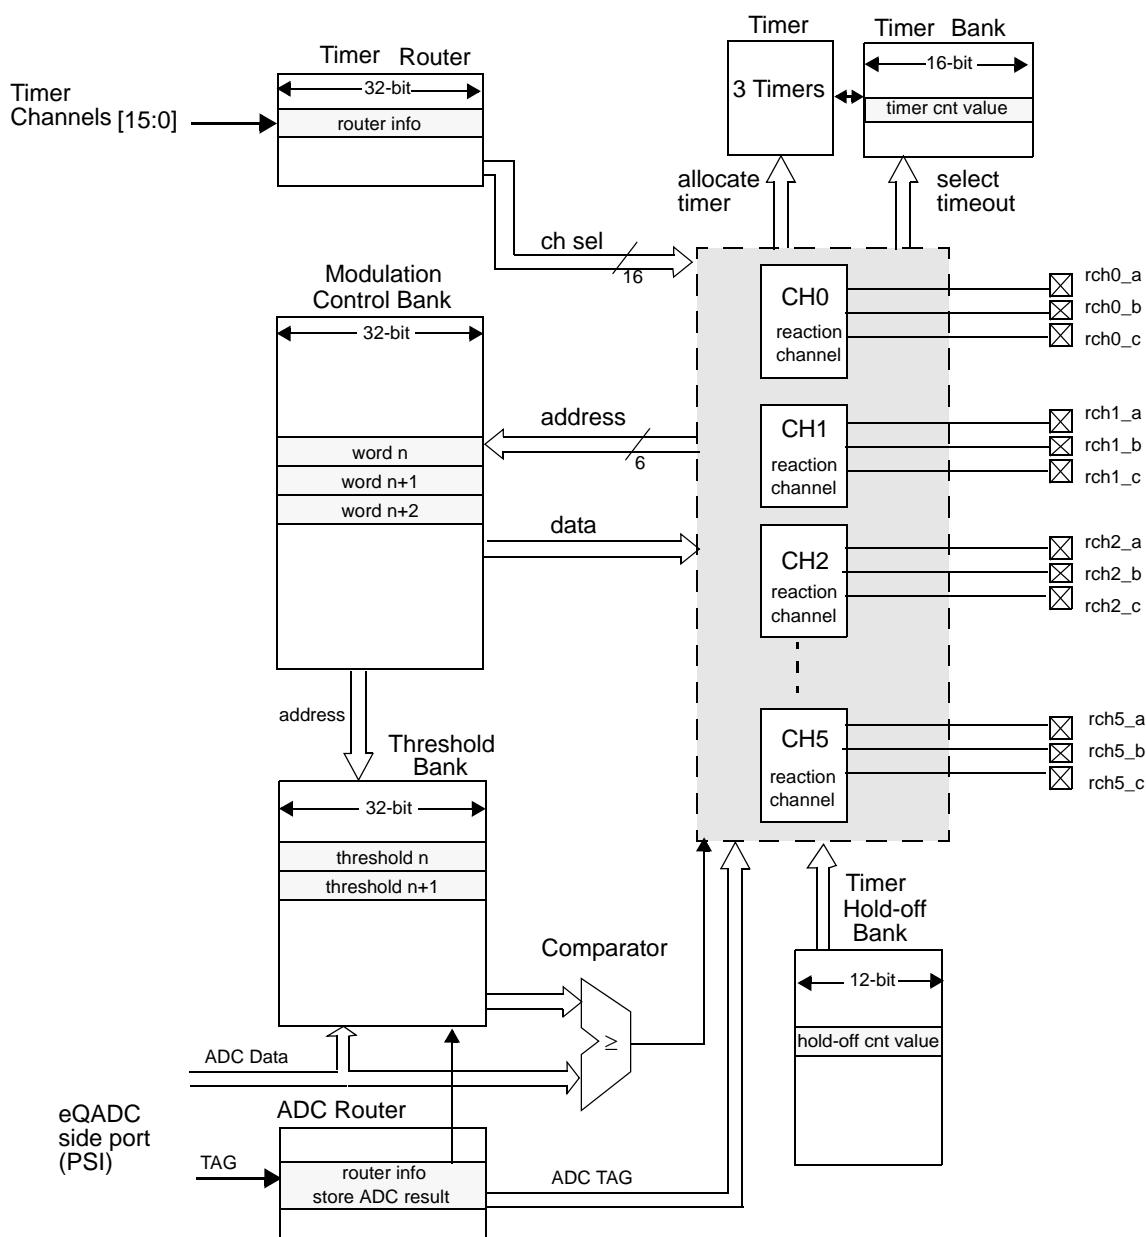 Timer
Timer Bank
Timer Router
16-bit
32-bit
3 Timers
Timer
Channels [15:0]
timer cnt value
router info
allocate
timer
select
timeout
ch sel
16
Modulation
Control Bank
32-bit
CH0
reaction
channel
rch0_a
rch0_b
rch0_c
address
6
word n
word n+1
word n+2
CH1
reaction
channel
rch1_a
rch1_b
rch1_c
data
CH2
reaction
channel
rch2_a
rch2_b
rch2_c
address
CH5
reaction
channel
rch5_a
rch5_b
rch5_c
Threshold
Bank
32-bit
threshold n
threshold n+1
Timer
Hold-off
Bank
12-bit
hold-off cnt value
Comparator
≥
ADC Data
eQADC
side port
(PSI)
ADC Router
TAG
router info
store ADC result
ADC TAG